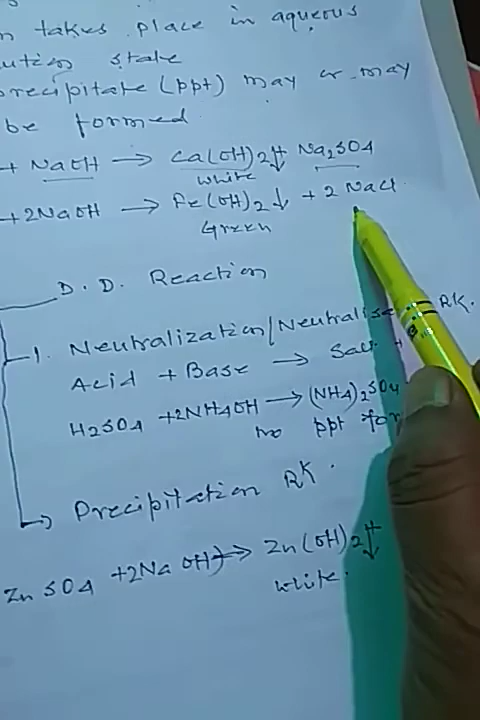 n takes place in aqueous
ution state
precipitate (ppt) may or may
be formed
+ NaOH → Ca(OH)2↓+ Na2SO4
white
+2NaOH → Fe(OH)2↓ + 2 NaCl
Green
D. D. Reaction
1. Neutralization/Neutralisa RK.
Acid + Base → Salt +
H2SO4 +2NH4OH → (NH4)2SO4
no ppt for
Precipitation RK.
ZnSO4 +2NaOH → Zn(OH)2↓+
white.